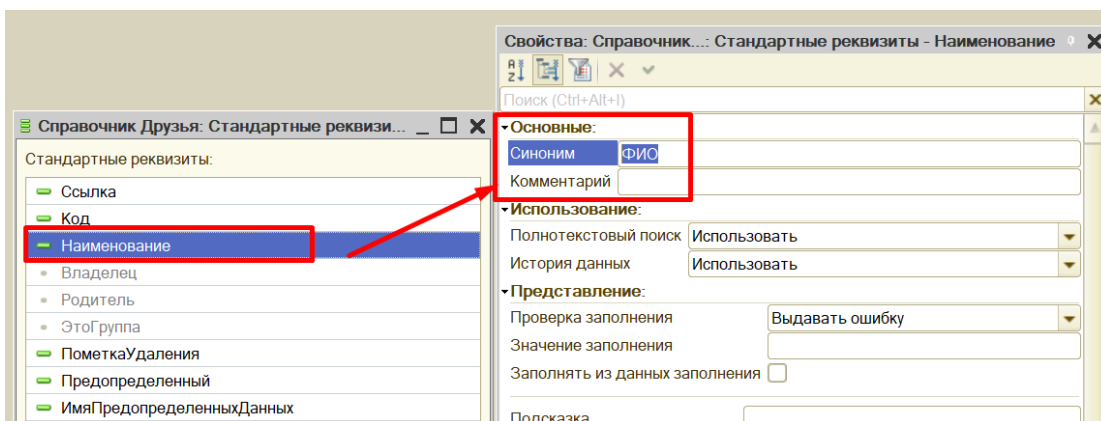 Свойства: Справочник...: Стандартные реквизиты - Наименование
Поиск (Ctrl+Alt+I)
Справочник Друзья: Стандартные реквизи...
Стандартные реквизиты:
Ссылка
Код
Наименование
Владелец
Родитель
ЭтоГруппа
ПометкаУдаления
Предопределенный
ИмяПредопределенныхДанных
Основные:
Синоним ФИО
Комментарий
Использование:
Полнотекстовый поиск Использовать
История данных Использовать
Представление:
Проверка заполнения Выдавать ошибку
Значение заполнения
Заполнять из данных заполнения
Подсказка